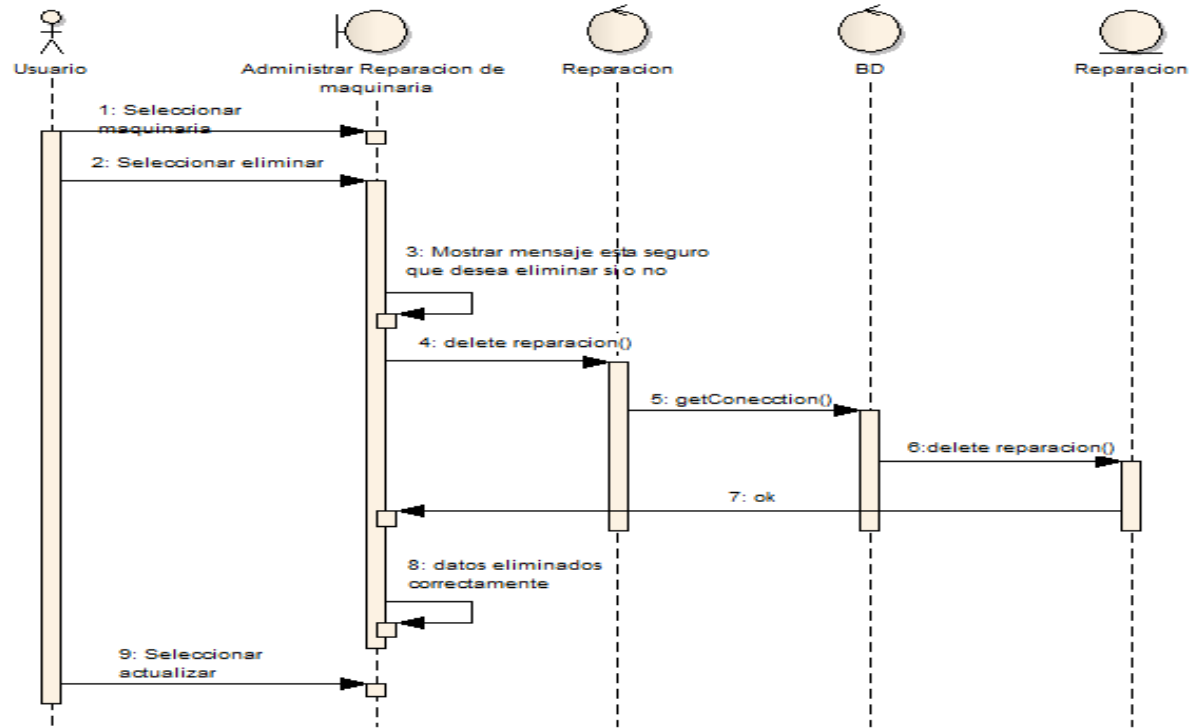 Usuario
Administrar Reparacion de
maquinaria
Reparacion
BD
Reparacion
1: Seleccionar
maquinaria
2: Seleccionar eliminar
3: Mostrar mensaje esta seguro
que desea eliminar si o no
4: delete reparacion()
5: getConecction()
6:delete reparacion()
7: ok
8: datos eliminados
correctamente
9: Seleccionar
actualizar